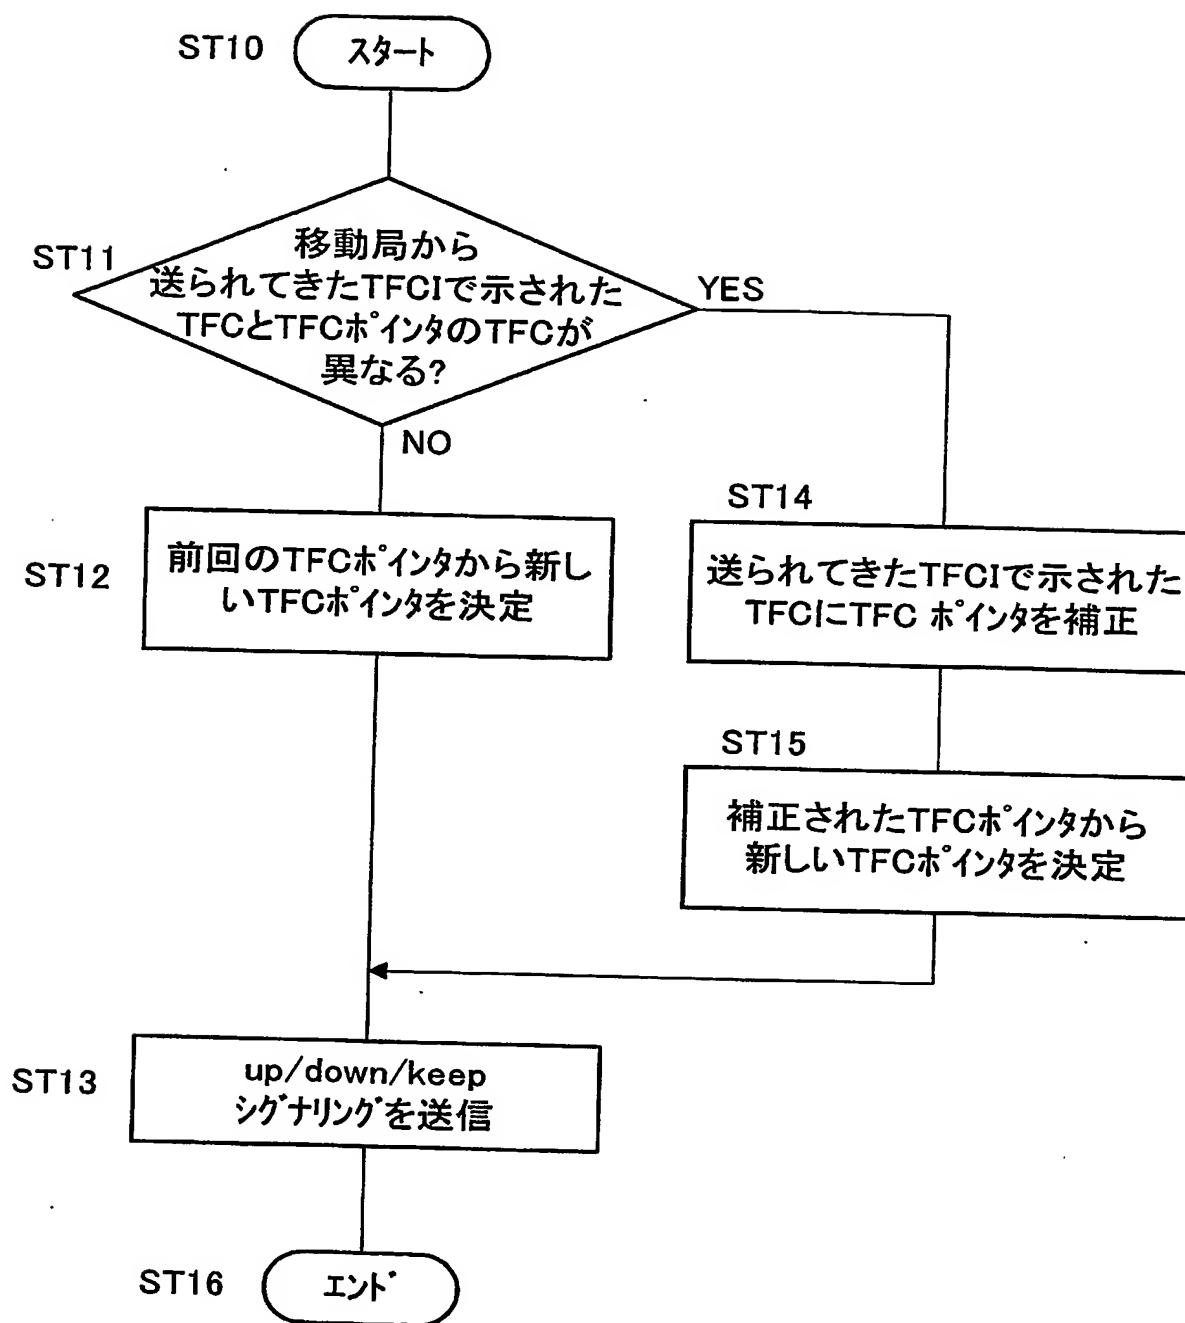 ST10
スタート
ST11
移動局から
送られてきたTFCIで示された
TFCとTFCポインタのTFCが
異なる?
YES
NO
ST12
前回のTFCポインタから新し
いTFCポインタを決定
ST14
送られてきたTFCIで示された
TFCにTFC ポインタを補正
ST15
補正されたTFCポインタから
新しいTFCポインタを決定
ST13
up/down/keep
シグナリングを送信
ST16
エンド